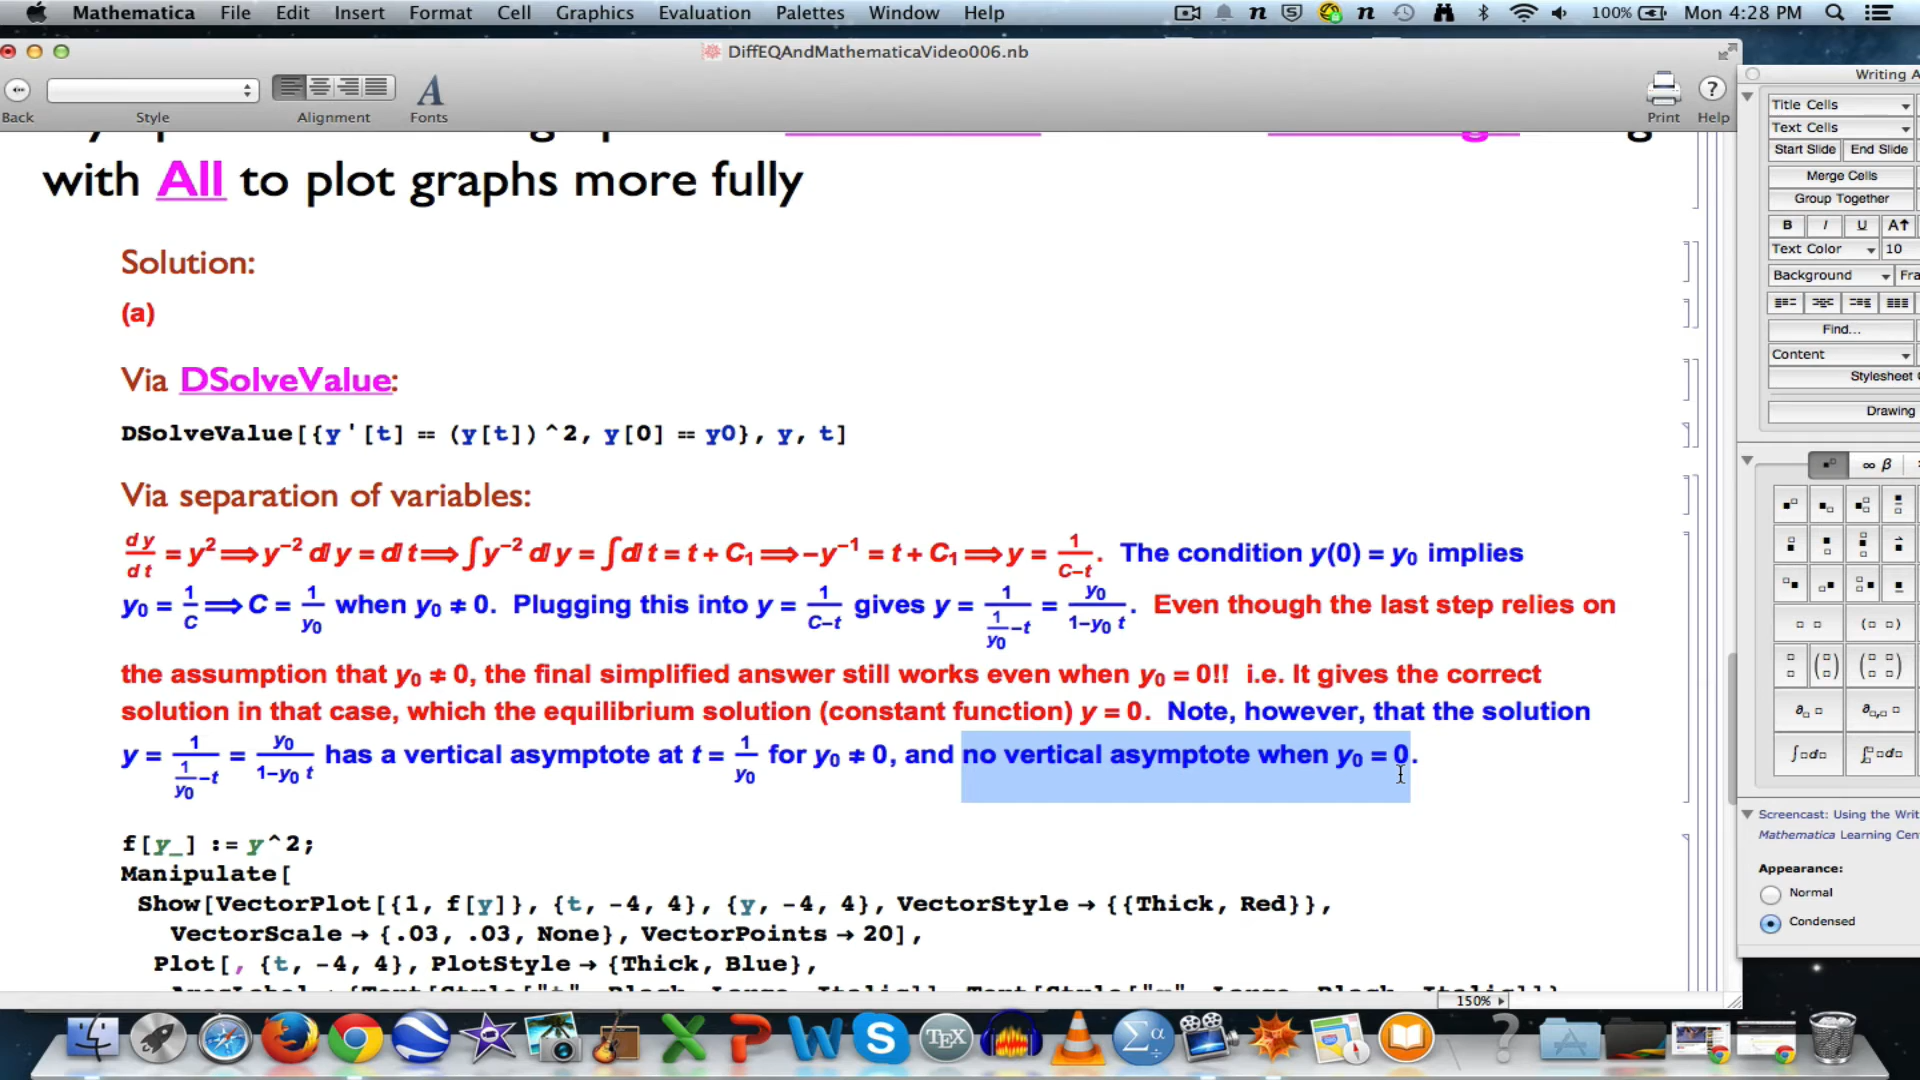 Mathematica File Edit Insert Format Cell Graphics Evaluation Palettes Window Help 100% Mon 4:28 PM
DiffEQAndMathematicaVideo006.nb
Back Style Alignment Fonts Print Help
with All to plot graphs more fully
Solution:
(a)
Via DSolveValue:
DSolveValue[{y'[t] == (y[t])^2, y[0] == y0}, y, t]
Via separation of variables:
dy/dt = y² ⟹ y⁻² ⅆy = ⅆt ⟹ ∫y⁻² ⅆy = ∫ⅆt = t + C₁ ⟹ −y⁻¹ = t + C₁ ⟹ y = 1/(C−t). The condition y(0) = y₀ implies
y₀ = 1/C ⟹ C = 1/y₀ when y₀ ≠ 0. Plugging this into y = 1/(C−t) gives y = 1/(1/y₀ −t) = y₀/(1−y₀ t). Even though the last step relies on
the assumption that y₀ ≠ 0, the final simplified answer still works even when y₀ = 0!! i.e. It gives the correct
solution in that case, which the equilibrium solution (constant function) y = 0. Note, however, that the solution
y = 1/(1/y₀ −t) = y₀/(1−y₀ t) has a vertical asymptote at t = 1/y₀ for y₀ ≠ 0, and no vertical asymptote when y₀ = 0.
f[y_] := y^2;
Manipulate[
Show[VectorPlot[{1, f[y]}, {t, -4, 4}, {y, -4, 4}, VectorStyle → {{Thick, Red}},
VectorScale → {.03, .03, None}, VectorPoints → 20],
Plot[, {t, -4, 4}, PlotStyle → {Thick, Blue},
150%
Writing A
Title Cells
Text Cells
Start Slide End Slide
Merge Cells
Group Together
B I U A
Text Color 10
Background Fra
Find...
Content
Stylesheet
Drawing
∞ β
Screencast: Using the Writ
Mathematica Learning Cen
Appearance:
Normal
Condensed